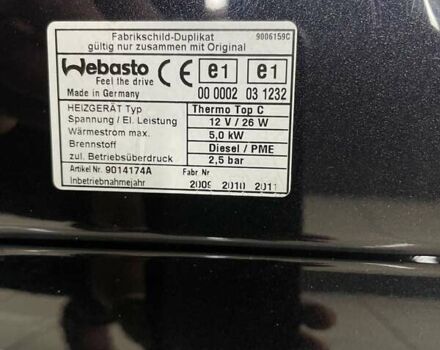 Fabrikschild-Duplikat
gültig nur zusammen mit Original
9006159C
Webasto CE e1 e1
Feel the drive
Made in Germany 00 0002 03 1232
HEIZGERÄT Typ Thermo Top C
Spannung / El. Leistung 12 V / 26 W
Wärmestrom max. 5,0 kW
Brennstoff Diesel / PME
zul. Betriebsüberdruck 2,5 bar
Artikel Nr. 9014174A Fabr Nr
Inbetriebnahmejahr 2009 2010 2011